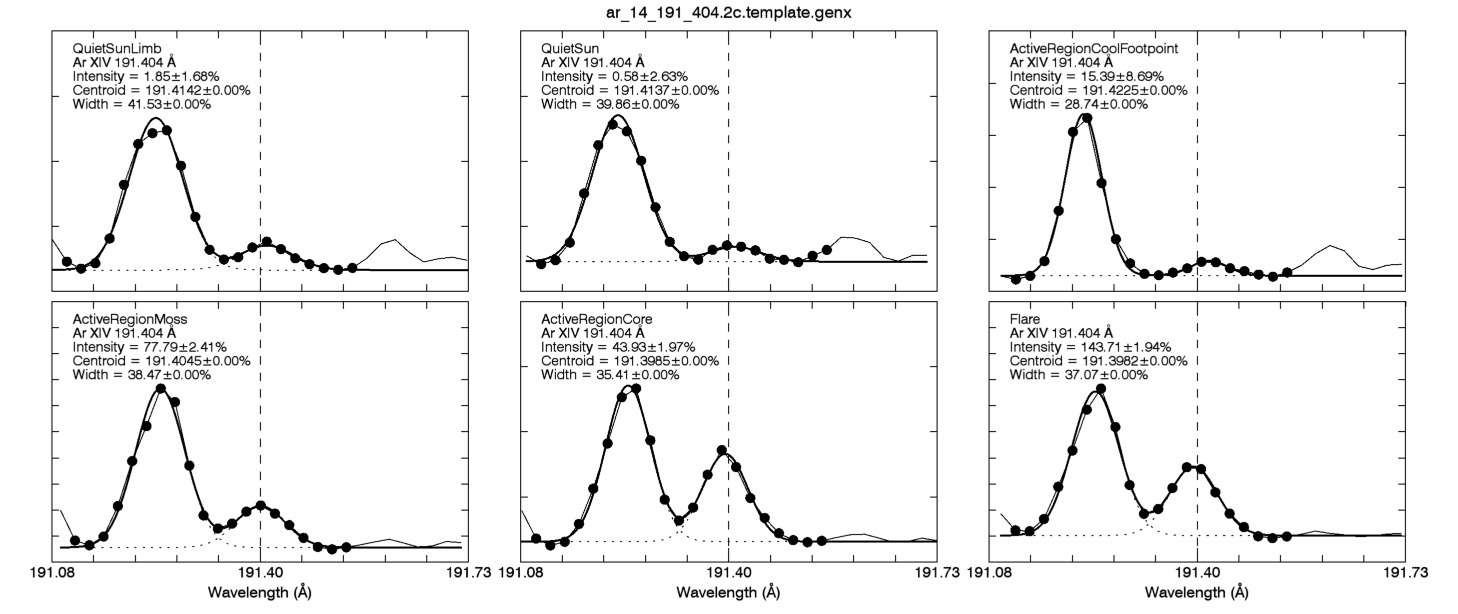 ar_14_191_404.2c.template.genx
QuietSunLimb
Ar XIV 191.404 Å
Intensity = 1.85±1.68%
Centroid = 191.4142±0.00%
Width = 41.53±0.00%
QuietSun
Ar XIV 191.404 Å
Intensity = 0.58±2.63%
Centroid = 191.4137±0.00%
Width = 39.86±0.00%
ActiveRegionCoolFootpoint
Ar XIV 191.404 Å
Intensity = 15.39±8.69%
Centroid = 191.4225±0.00%
Width = 28.74±0.00%
ActiveRegionMoss
Ar XIV 191.404 Å
Intensity = 77.79±2.41%
Centroid = 191.4045±0.00%
Width = 38.47±0.00%
ActiveRegionCore
Ar XIV 191.404 Å
Intensity = 43.93±1.97%
Centroid = 191.3985±0.00%
Width = 35.41±0.00%
Flare
Ar XIV 191.404 Å
Intensity = 143.71±1.94%
Centroid = 191.3982±0.00%
Width = 37.07±0.00%
191.08 191.40 191.73 191.08 191.40 191.73 191.08 191.40 191.73
Wavelength (Å) Wavelength (Å) Wavelength (Å)